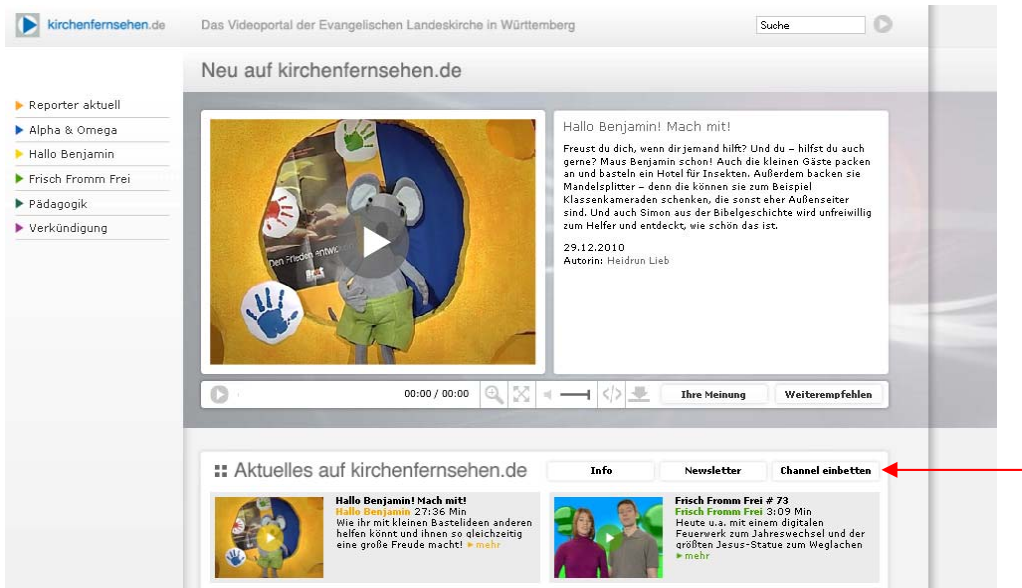 kirchenfernsehen.de
Das Videoportal der Evangelischen Landeskirche in Württemberg
Suche
Neu auf kirchenfernsehen.de
Reporter aktuell
Alpha & Omega
Hallo Benjamin
Frisch Fromm Frei
Pädagogik
Verkündigung
Den Frieden entwick
Brot
Hallo Benjamin! Mach mit!
Freust du dich, wenn dir jemand hilft? Und du – hilfst du auch
gerne? Maus Benjamin schon! Auch die kleinen Gäste packen
an und basteln ein Hotel für Insekten. Außerdem backen sie
Mandelsplitter – denn die können sie zum Beispiel
Klassenkameraden schenken, die sonst eher Außenseiter
sind. Und auch Simon aus der Bibelgeschichte wird unfreiwillig
zum Helfer und entdeckt, wie schön das ist.
29.12.2010
Autorin: Heidrun Lieb
00:00 / 00:00
Ihre Meinung
Weiterempfehlen
Aktuelles auf kirchenfernsehen.de
Info
Newsletter
Channel einbetten
Hallo Benjamin! Mach mit!
Hallo Benjamin 27:36 Min
Wie ihr mit kleinen Bastelideen anderen
helfen könnt und ihnen so gleichzeitig
eine große Freude macht! ►mehr
Frisch Fromm Frei # 73
Frisch Fromm Frei 3:09 Min
Heute u.a. mit einem digitalen
Feuerwerk zum Jahreswechsel und der
größten Jesus-Statue zum Weglachen
►mehr